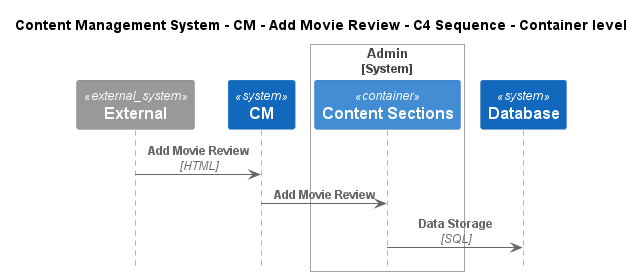 Content Management System - CM - Add Movie Review - C4 Sequence - Container level
Admin
[System]
«external_system»
External
«system»
CM
«container»
Content Sections
«system»
Database
Add Movie Review
[HTML]
Add Movie Review
Data Storage
[SQL]